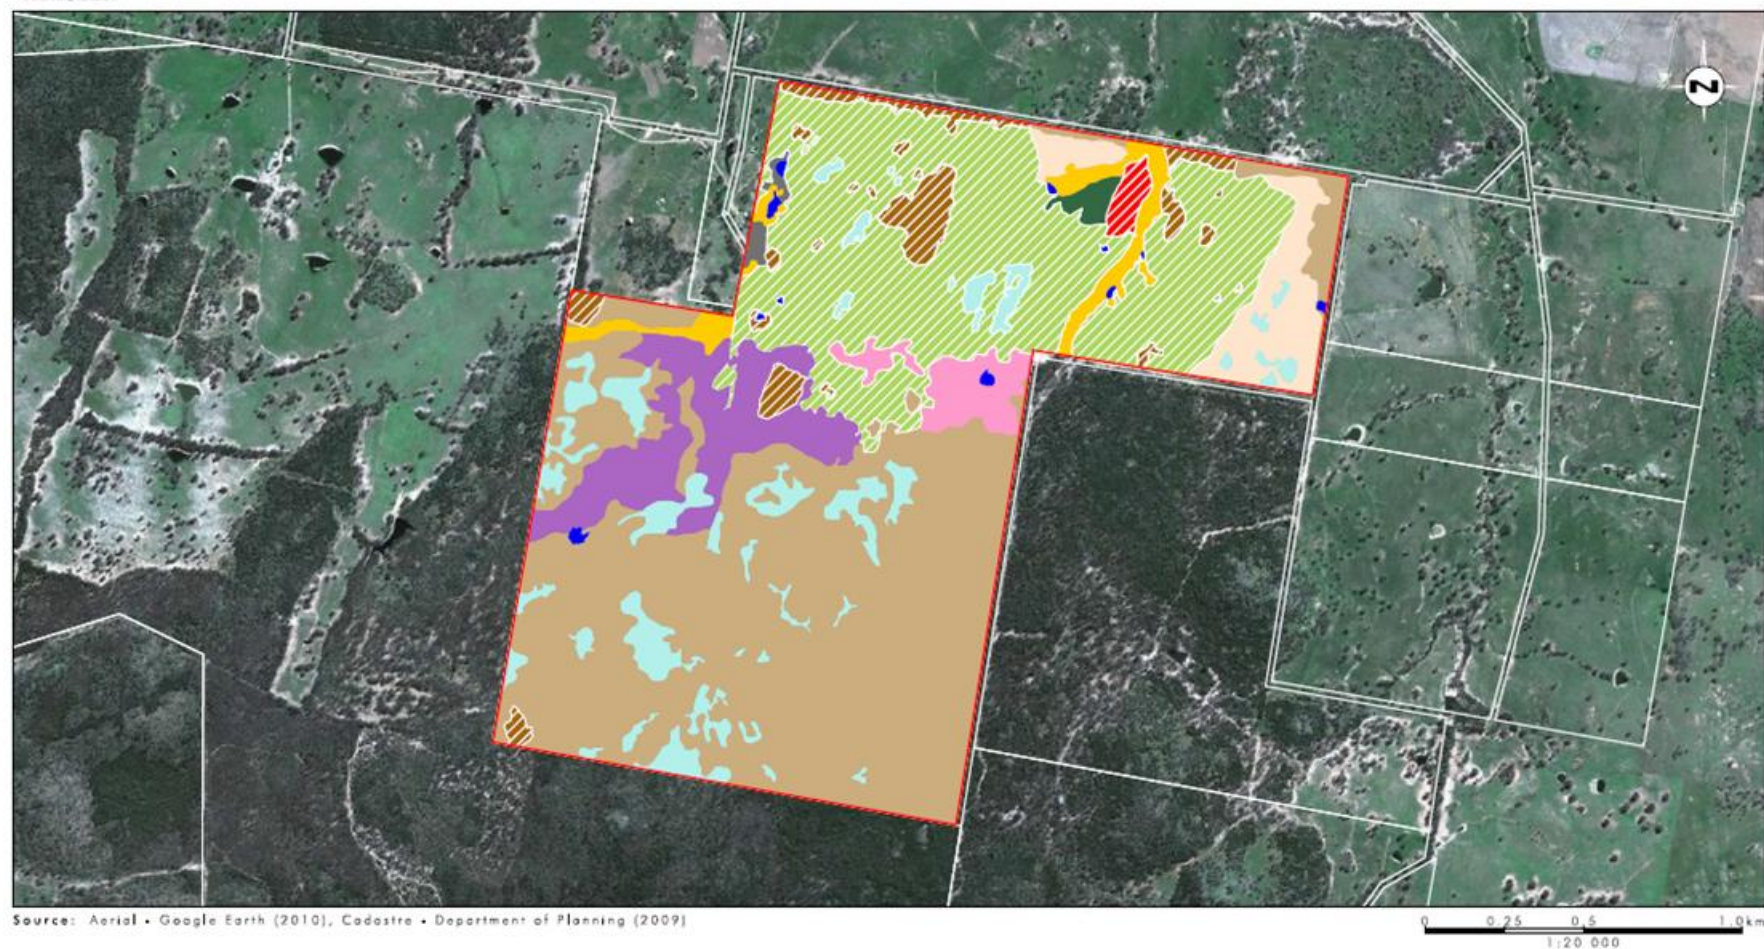 N
Source: Aerial • Google Earth (2010), Cadastre • Department of Planning (2009)
0 0.25 0.5 1.0km
1:20 000